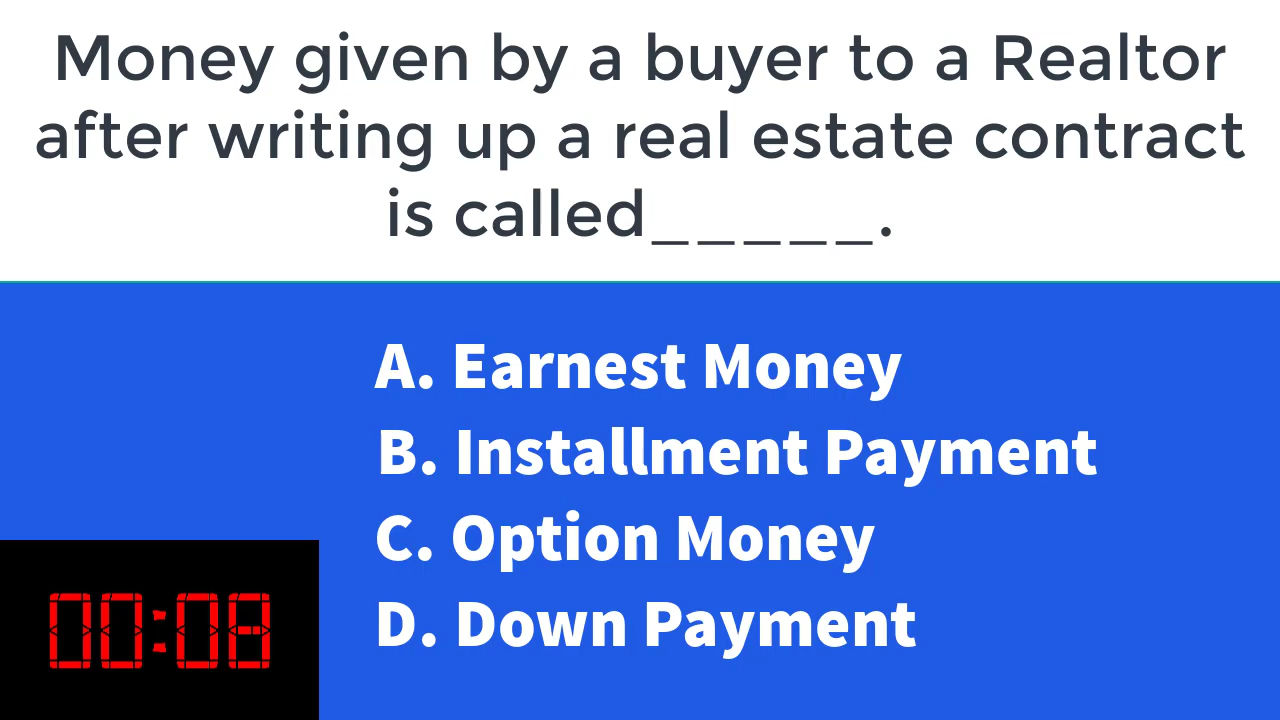 Money given by a buyer to a Realtor
after writing up a real estate contract
is called_____.
A. Earnest Money
B. Installment Payment
C. Option Money
D. Down Payment
00:08